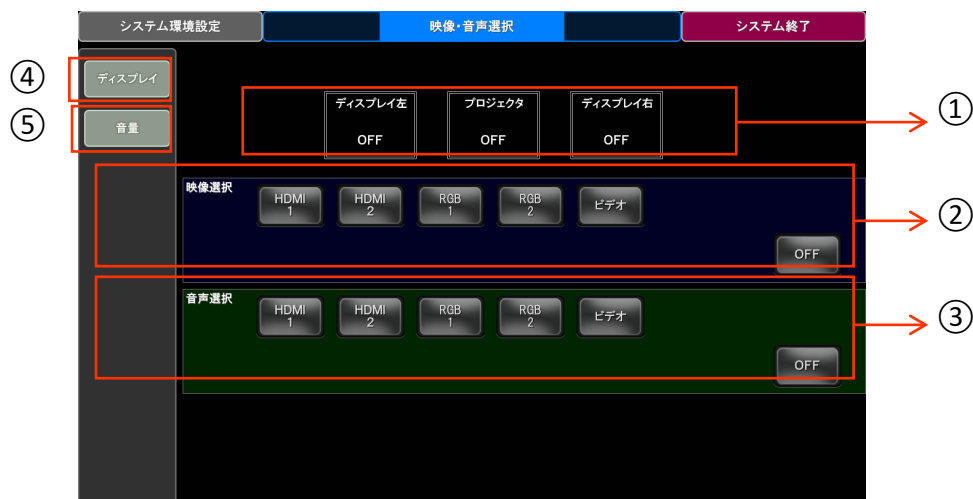 システム環境設定
映像・音声選択
システム終了
④
ディスプレイ
⑤
音量
ディスプレイ左
OFF
プロジェクタ
OFF
ディスプレイ右
OFF
①
映像選択
HDMI
1
HDMI
2
RGB
1
RGB
2
ビデオ
OFF
②
音声選択
HDMI
1
HDMI
2
RGB
1
RGB
2
ビデオ
OFF
③